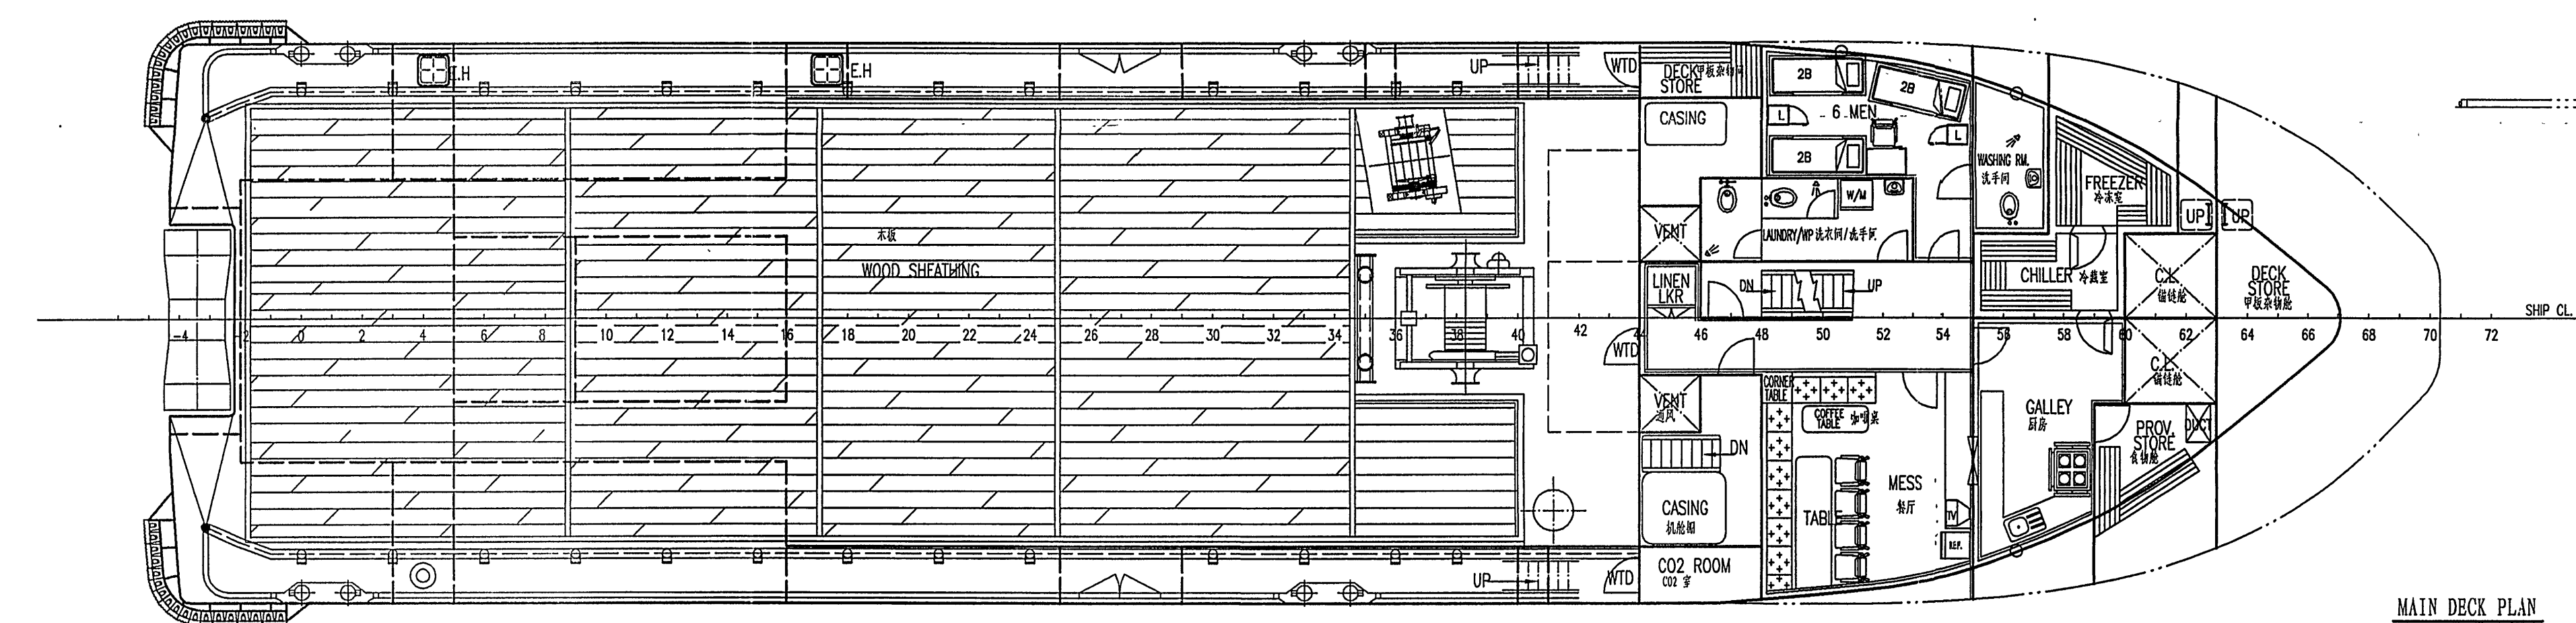 E.H
E.H
UP
WTD
DECK
甲板杂物间
STORE
CASING
2B
2B
L
6-MEN
L
2B
WASHING RM.
洗手间
FREEZER
冷冻室
UP
UP
W/M
VENT
LAUNDRY/WP 洗衣间/洗手间
木板
WOOD SHEATHING
LINEN
LKR
DN
UP
CHILLER 冷藏室
C.L.
锚链舱
DECK
STORE
甲板杂物舱
SHIP CL.
-4 -2 0 2 4 6 8 10 12 14 16 18 20 22 24 26 28 30 32 34 36 38 40 42 44 46 48 50 52 54 56 58 60 62 64 66 68 70 72
WTD
C.L.
锚链舱
CORNER
TABLE
VENT
通风
COFFEE
TABLE
咖啡桌
GALLEY
厨房
PROV.
STORE
食物舱
DUCT
DN
CASING
机舱棚
MESS
餐厅
TABLE
TV
REF.
UP
WTD
CO2 ROOM
CO2 室
MAIN DECK PLAN